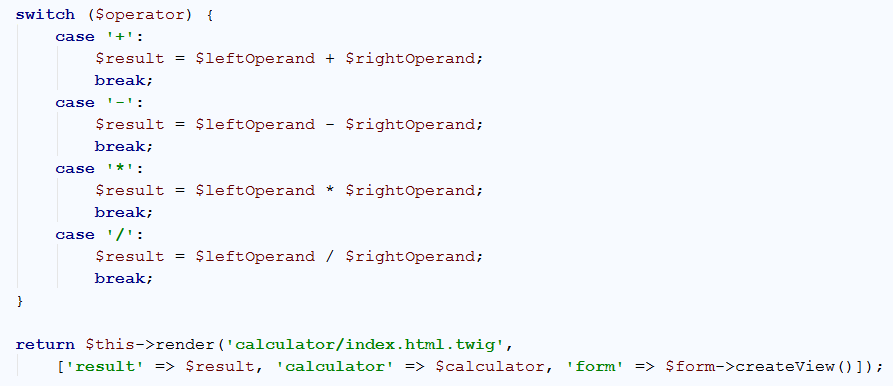 switch ($operator) {
    case '+':
        $result = $leftOperand + $rightOperand;
        break;
    case '-':
        $result = $leftOperand - $rightOperand;
        break;
    case '*':
        $result = $leftOperand * $rightOperand;
        break;
    case '/':
        $result = $leftOperand / $rightOperand;
        break;
}

return $this->render('calculator/index.html.twig',
    ['result' => $result, 'calculator' => $calculator, 'form' => $form->createView()]);